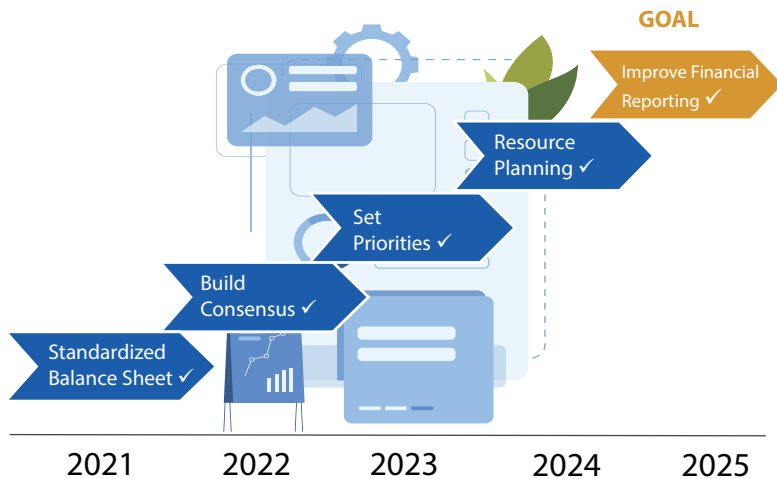 GOAL
Improve Financial
Reporting ✓
Resource
Planning ✓
Set
Priorities ✓
Build
Consensus ✓
Standardized
Balance Sheet ✓
2021 2022 2023 2024 2025